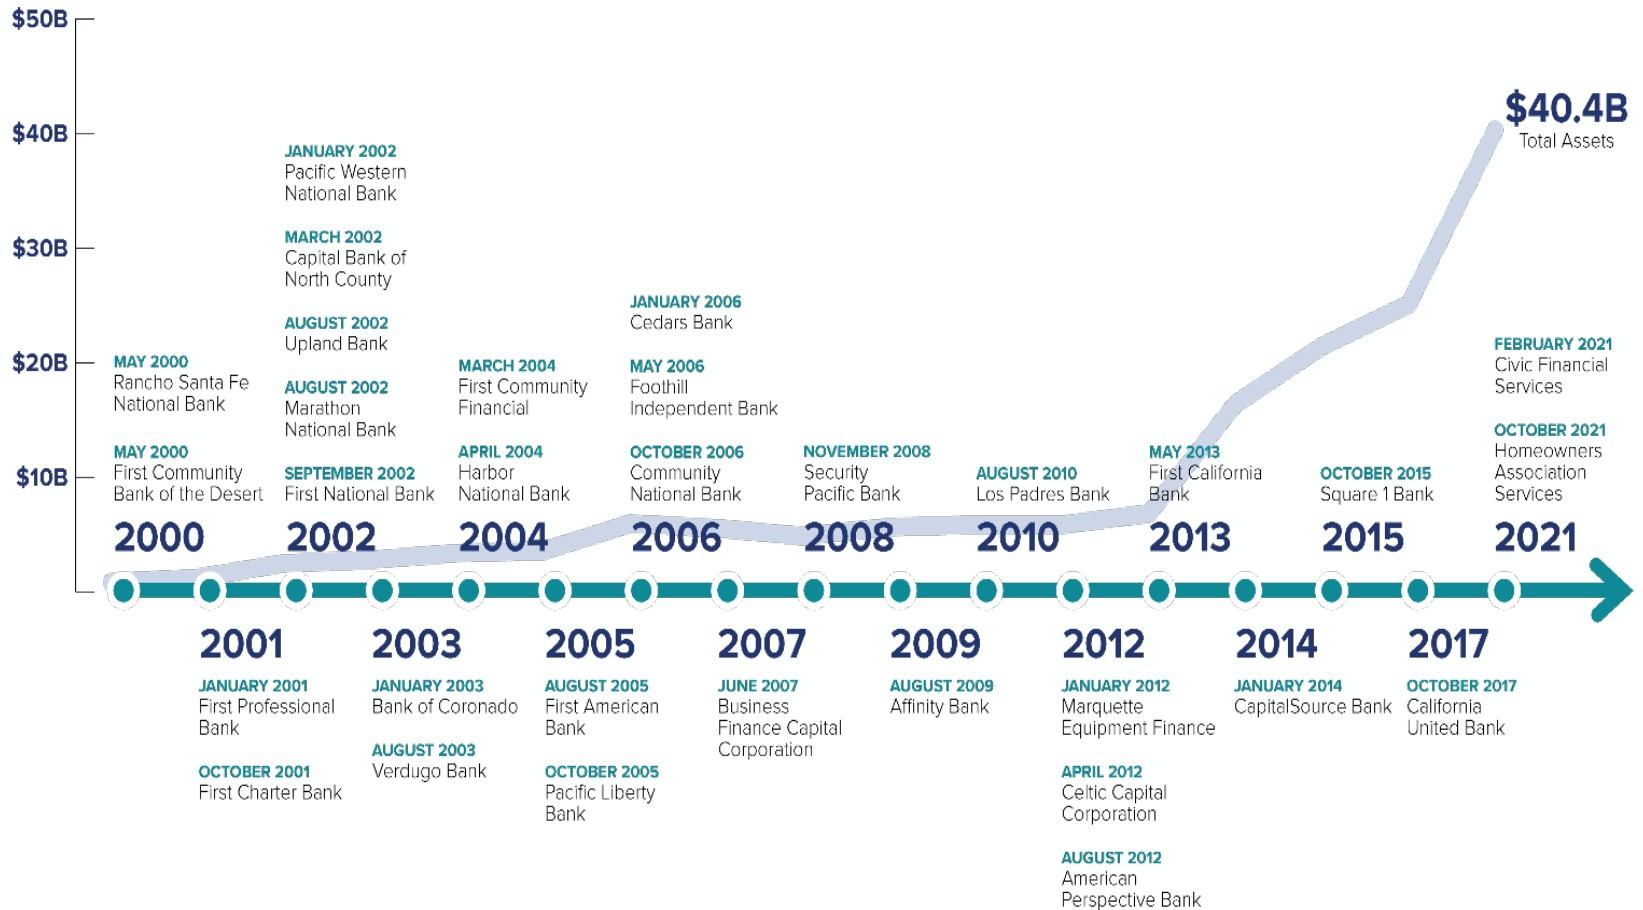 $50B
$40B
$30B
$20B
$10B
$40.4B
Total Assets
MAY 2000
Rancho Santa Fe
National Bank
MAY 2000
First Community
Bank of the Desert
2000
JANUARY 2002
Pacific Western
National Bank
MARCH 2002
Capital Bank of
North County
AUGUST 2002
Upland Bank
AUGUST 2002
Marathon
National Bank
SEPTEMBER 2002
First National Bank
2002
MARCH 2004
First Community
Financial
APRIL 2004
Harbor
National Bank
2004
JANUARY 2006
Cedars Bank
MAY 2006
Foothill
Independent Bank
OCTOBER 2006
Community
National Bank
2006
NOVEMBER 2008
Security
Pacific Bank
2008
AUGUST 2010
Los Padres Bank
2010
MAY 2013
First California
Bank
2013
OCTOBER 2015
Square 1 Bank
2015
FEBRUARY 2021
Civic Financial
Services
OCTOBER 2021
Homeowners
Association
Services
2021
2001
JANUARY 2001
First Professional
Bank
OCTOBER 2001
First Charter Bank
2003
JANUARY 2003
Bank of Coronado
AUGUST 2003
Verdugo Bank
2005
AUGUST 2005
First American
Bank
OCTOBER 2005
Pacific Liberty
Bank
2007
JUNE 2007
Business
Finance Capital
Corporation
2009
AUGUST 2009
Affinity Bank
2012
JANUARY 2012
Marquette
Equipment Finance
APRIL 2012
Celtic Capital
Corporation
AUGUST 2012
American
Perspective Bank
2014
JANUARY 2014
CapitalSource Bank
2017
OCTOBER 2017
California
United Bank